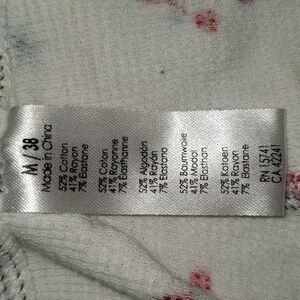 M / 38
Made in China
52% Cotton
41% Rayon
7% Elastane
52% Coton
41% Rayonne
7% Élasthanne
52% Algodón
41% Rayón
7% Elastano
52% Baumwolle
41% Modal
7% Elasthan
52% Katoen
41% Rayon
7% Elastane
RN 15741
CA 42241